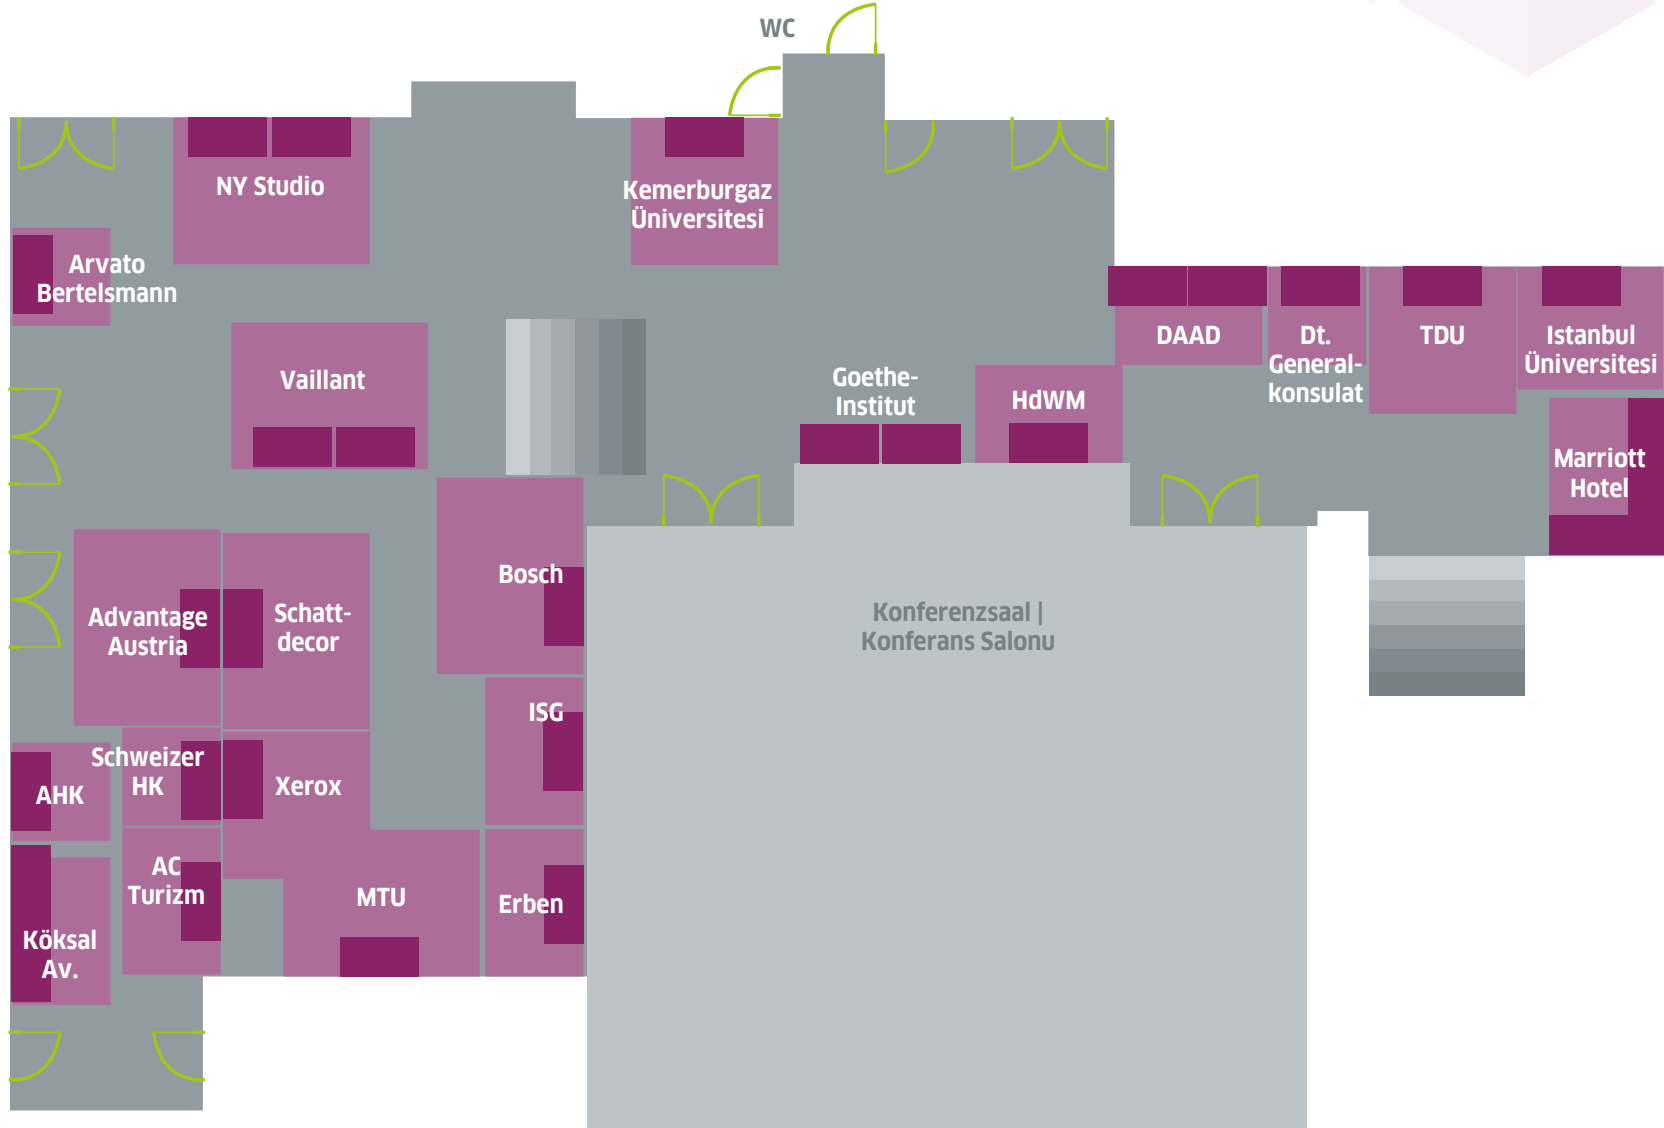 WC
NY Studio
Kemerburgaz
Üniversitesi
Arvato
Bertelsmann
Vaillant
Goethe-
Institut
HdWM
DAAD
Dt.
General-
konsulat
TDU
Istanbul
Üniversitesi
Marriott
Hotel
Bosch
Advantage
Austria
Schatt-
decor
Konferenzsaal |
Konferans Salonu
ISG
Schweizer
HK
AHK
Xerox
AC
Turizm
MTU
Erben
Köksal
Av.